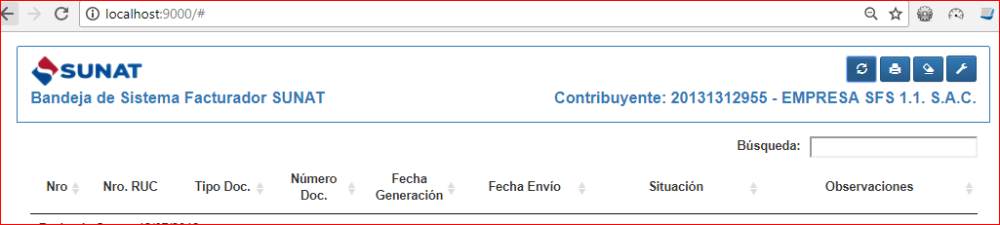 localhost:9000/#
SUNAT
Bandeja de Sistema Facturador SUNAT
Contribuyente: 20131312955 - EMPRESA SFS 1.1. S.A.C.
Búsqueda:
Nro Nro. RUC Tipo Doc. Número Doc. Fecha Generación Fecha Envío Situación Observaciones